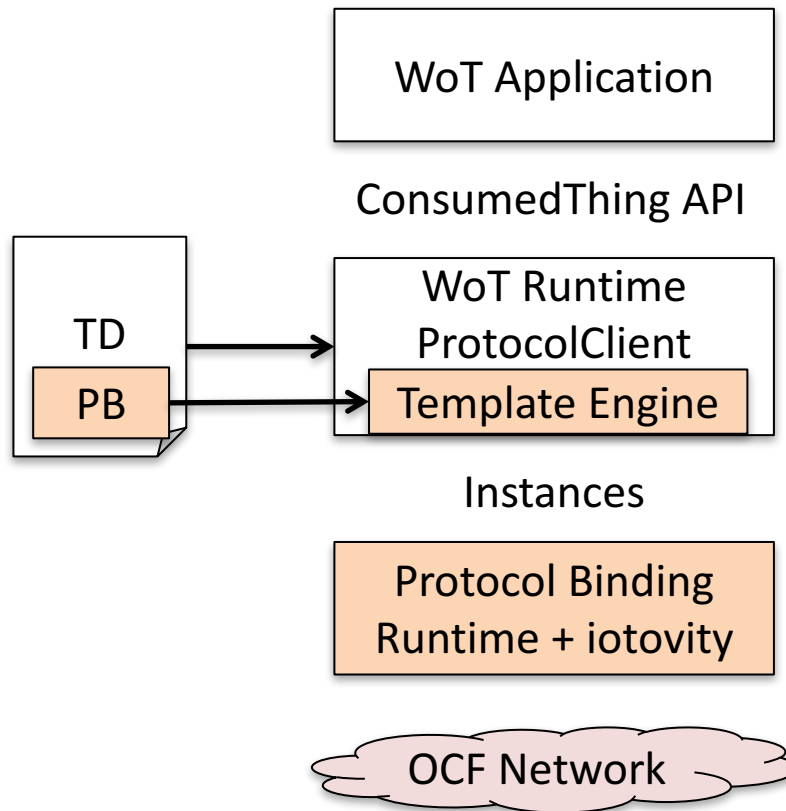 WoT Application
ConsumedThing API
TD
PB
WoT Runtime
ProtocolClient
Template Engine
Instances
Protocol Binding
Runtime + iotovity
OCF Network